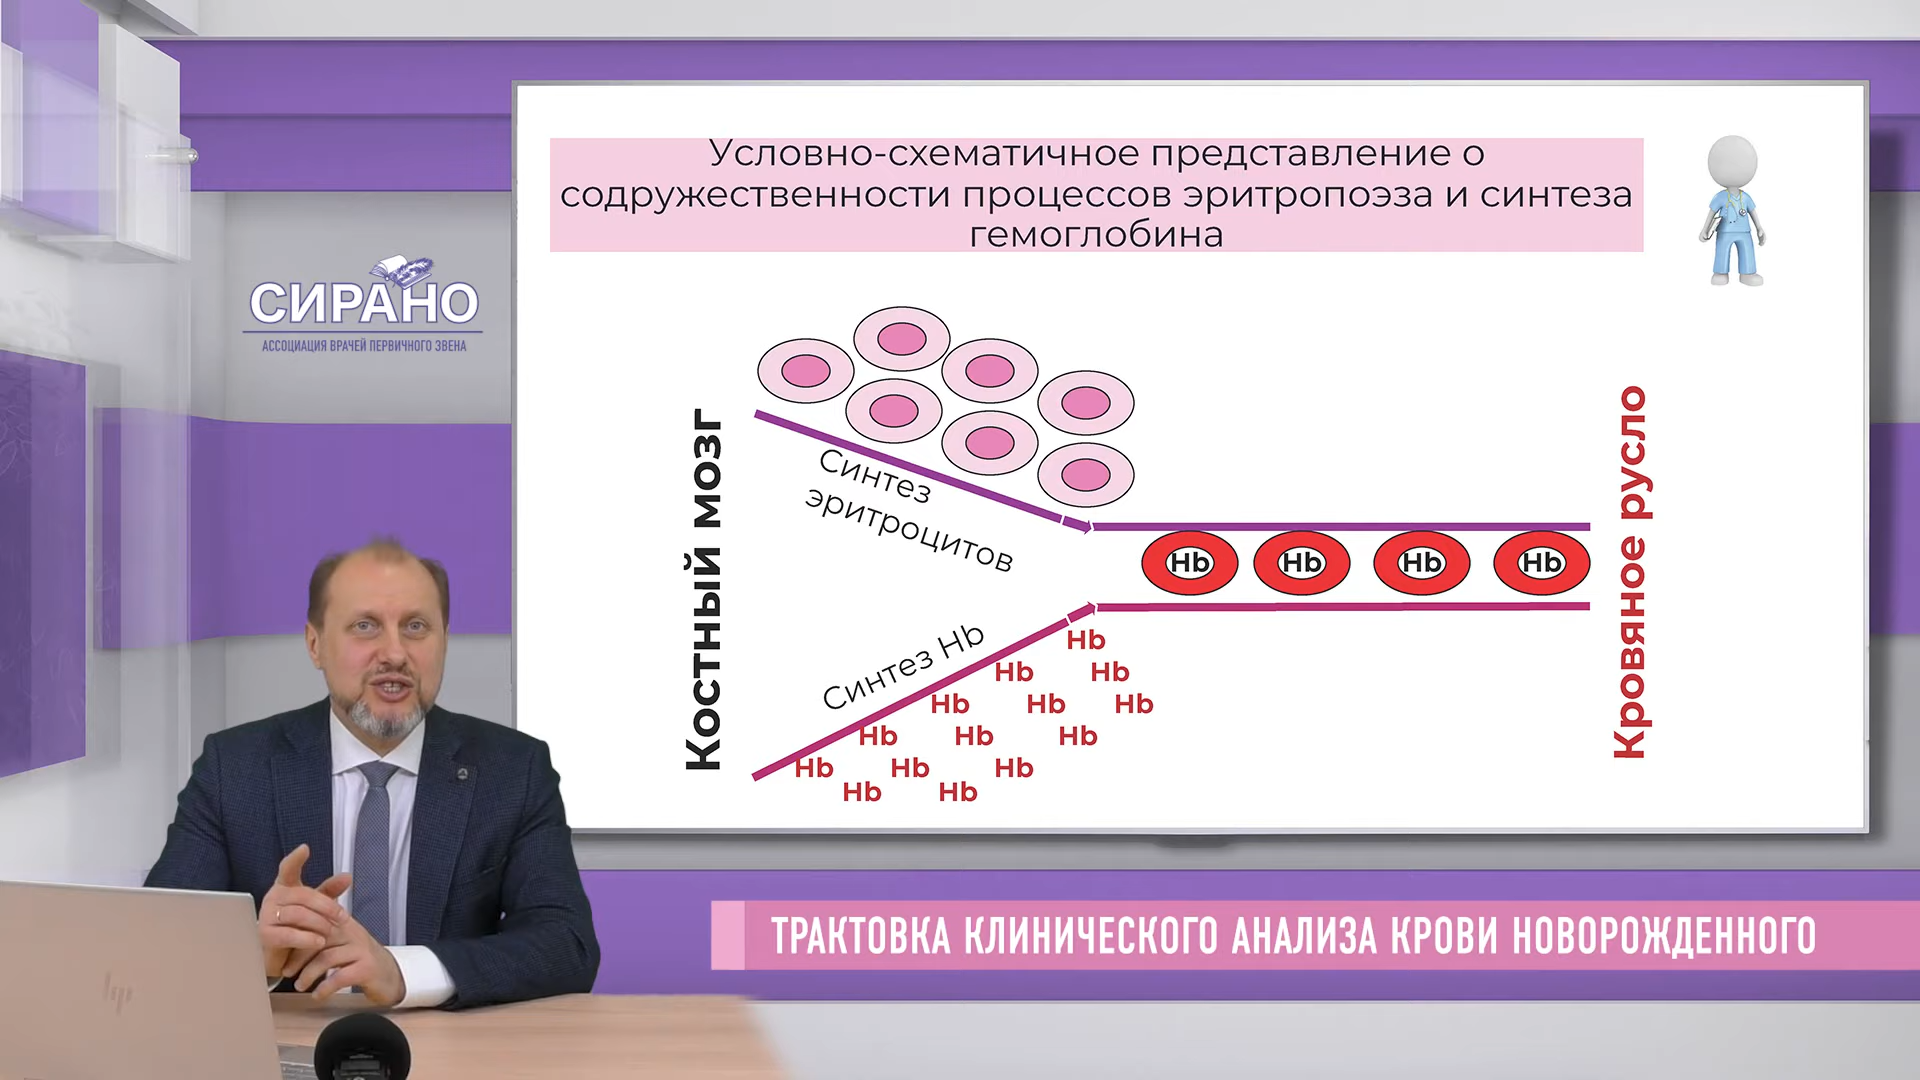 Условно-схематичное представление о
содружественности процессов эритропоэза и синтеза
гемоглобина
СИРАНО
АССОЦИАЦИЯ ВРАЧЕЙ ПЕРВИЧНОГО ЗВЕНА
Костный мозг
Синтез
эритроцитов
Hb Hb Hb Hb
Кровяное русло
Синтез Hb
Hb
Hb Hb
Hb Hb Hb
Hb Hb Hb
Hb Hb Hb
Hb Hb
ТРАКТОВКА КЛИНИЧЕСКОГО АНАЛИЗА КРОВИ НОВОРОЖДЕННОГО
hp